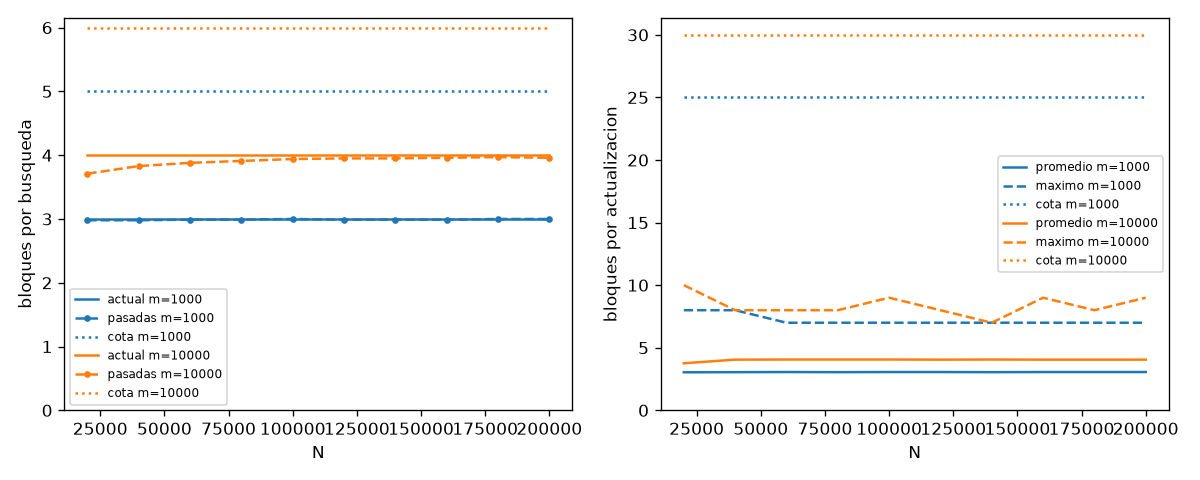 bloques por busqueda
6
5
4
3
2
1
0
actual m=1000
pasadas m=1000
cota m=1000
actual m=10000
pasadas m=10000
cota m=10000
25000 50000 75000 100000 125000 150000 175000 200000
N
bloques por actualizacion
30
25
20
15
10
5
0
promedio m=1000
maximo m=1000
cota m=1000
promedio m=10000
maximo m=10000
cota m=10000
25000 50000 75000 100000 125000 150000 175000 200000
N